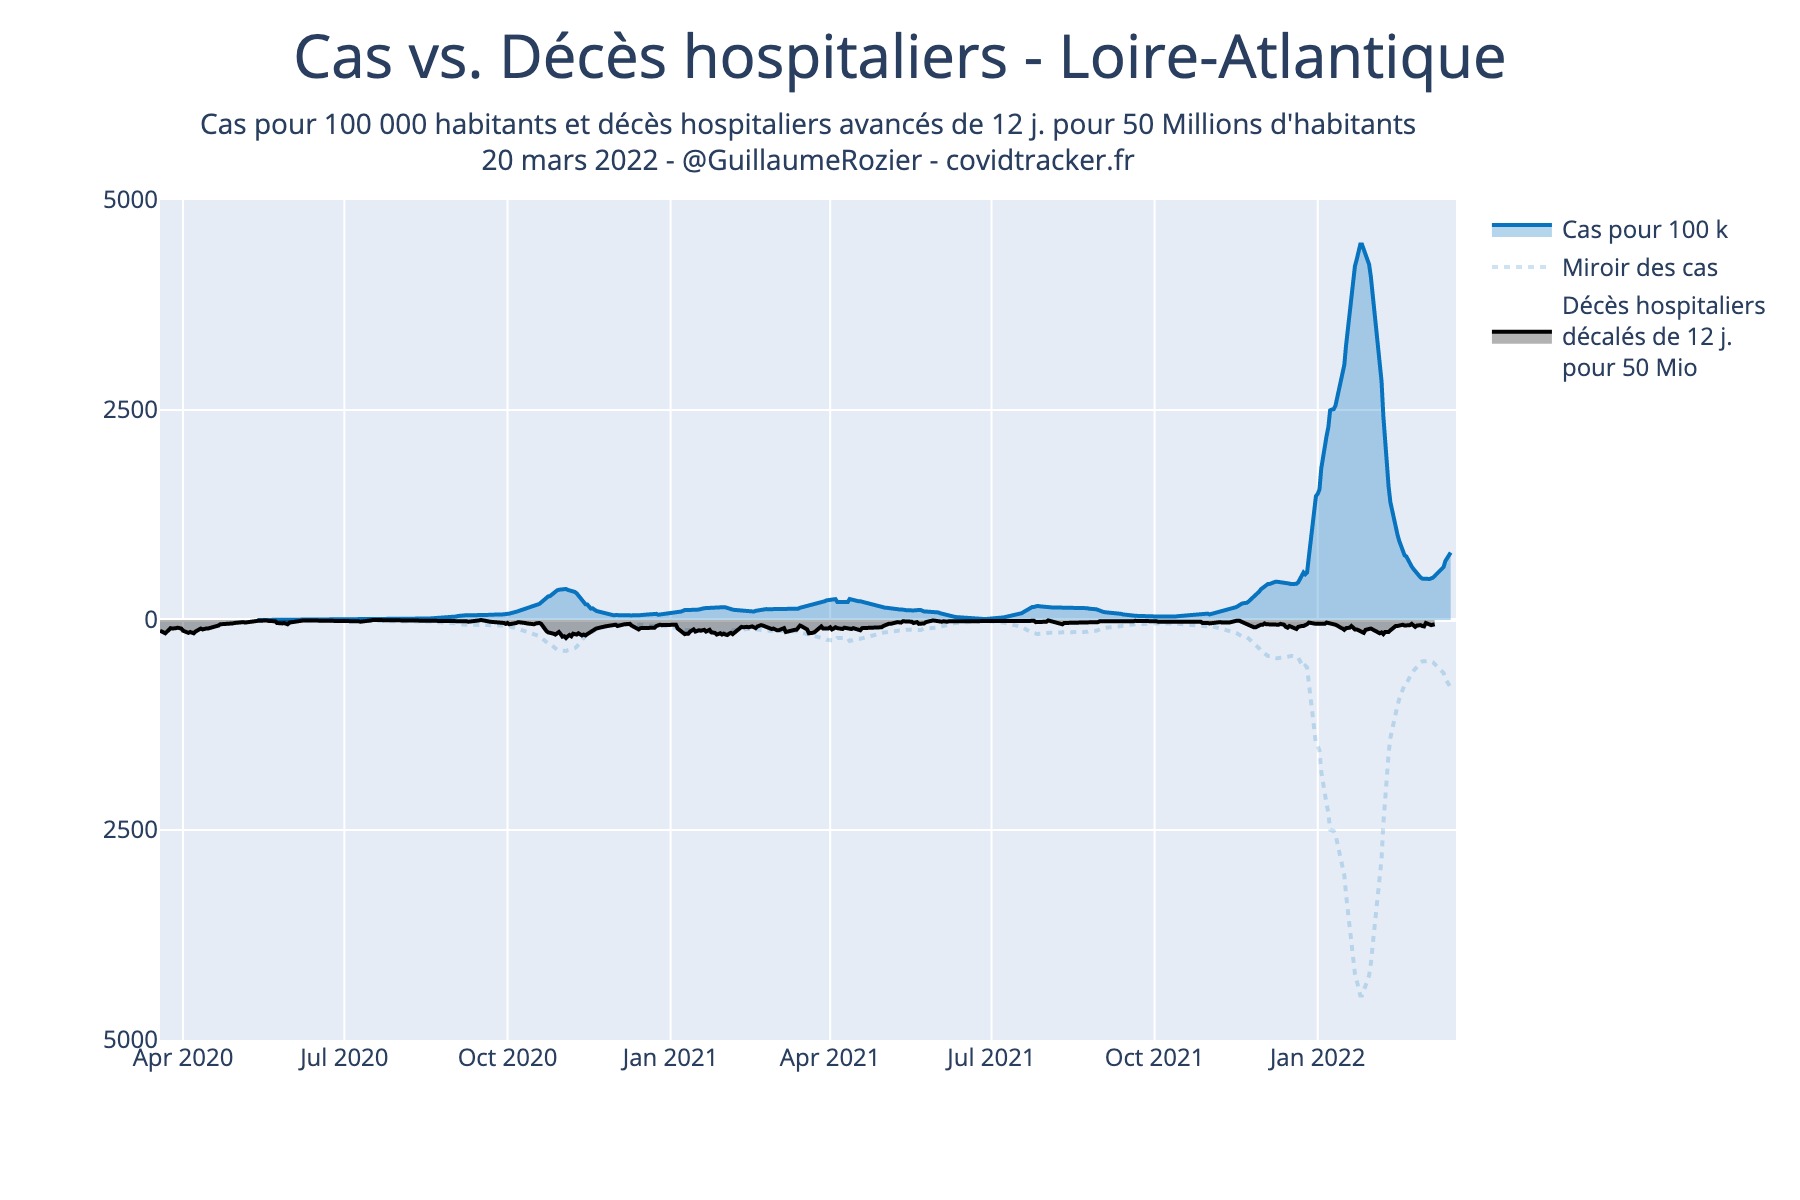 Cas vs. Décès hospitaliers - Loire-Atlantique
Cas pour 100 000 habitants et décès hospitaliers avancés de 12 j. pour 50 Millions d'habitants
20 mars 2022 - @GuillaumeRozier - covidtracker.fr
5000
2500
0
2500
5000
Apr 2020
Jul 2020
Oct 2020
Jan 2021
Apr 2021
Jul 2021
Oct 2021
Jan 2022
Cas pour 100 k
Miroir des cas
Décès hospitaliers
décalés de 12 j.
pour 50 Mio